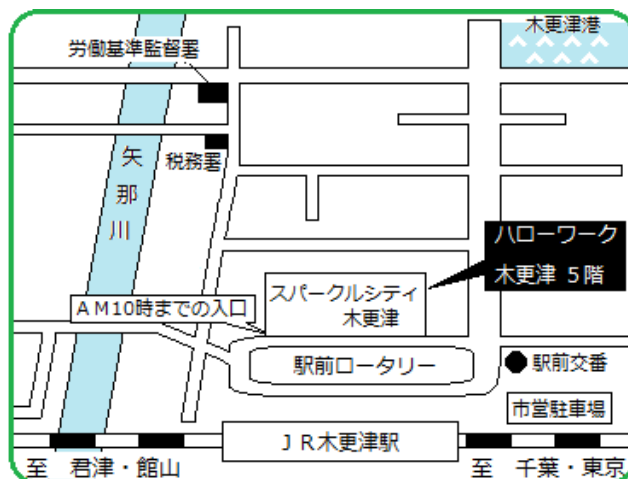 木更津港
労働基準監督署
税務署
矢那川
ハローワーク
木更津 5階
スパークルシティ
木更津
AM10時までの入口
駅前ロータリー
駅前交番
市営駐車場
JR木更津駅
至 君津・館山
至 千葉・東京